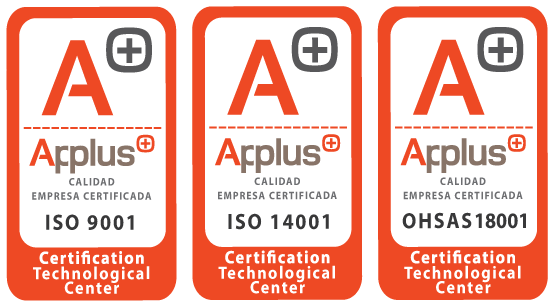 A+
Applus+
CALIDAD
EMPRESA CERTIFICADA
ISO 9001
Certification
Technological
Center
A+
Applus+
CALIDAD
EMPRESA CERTIFICADA
ISO 14001
Certification
Technological
Center
A+
Applus+
CALIDAD
EMPRESA CERTIFICADA
OHSAS18001
Certification
Technological
Center